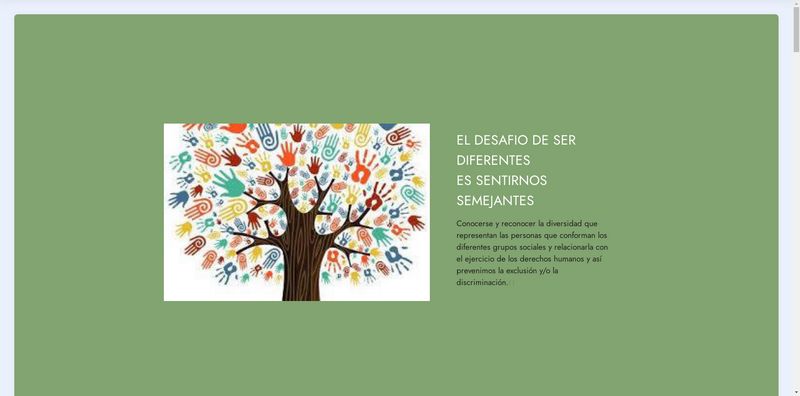 EL DESAFIO DE SER
DIFERENTES
ES SENTIRNOS
SEMEJANTES
Conocerse y reconocer la diversidad que
representan las personas que conforman los
diferentes grupos sociales y relacionarla con
el ejercicio de los derechos humanos y así
prevenimos la exclusión y/o la
discriminación.